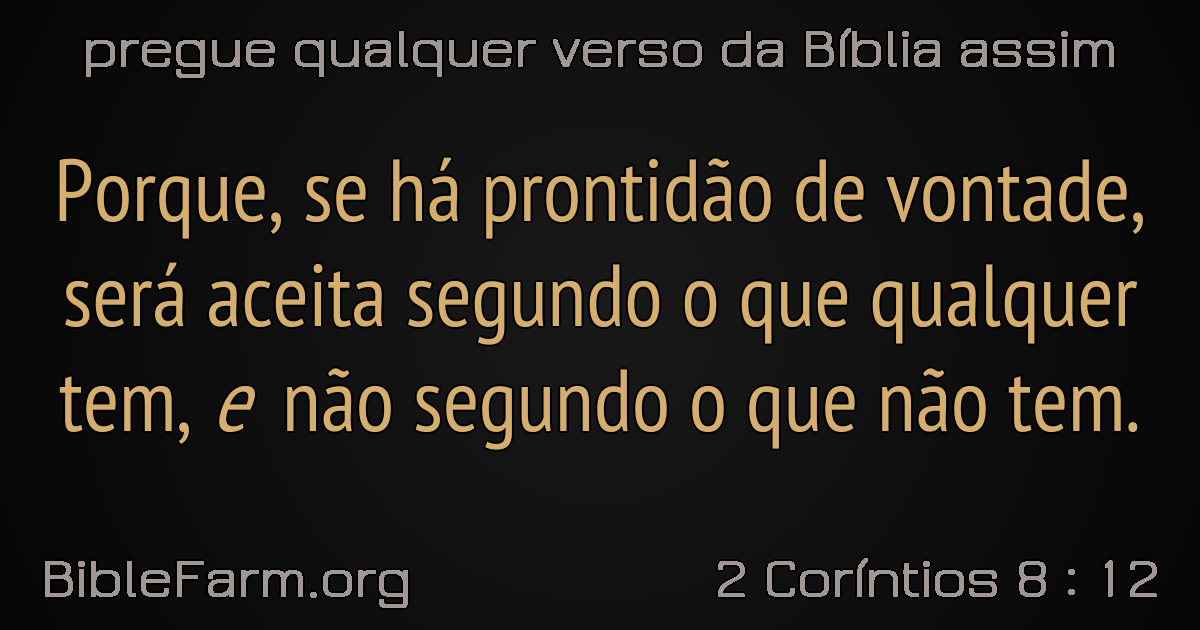 pregue qualquer verso da Bíblia assim
Porque, se há prontidão de vontade,
será aceita segundo o que qualquer
tem, e não segundo o que não tem.
BibleFarm.org
2 Coríntios 8 : 12